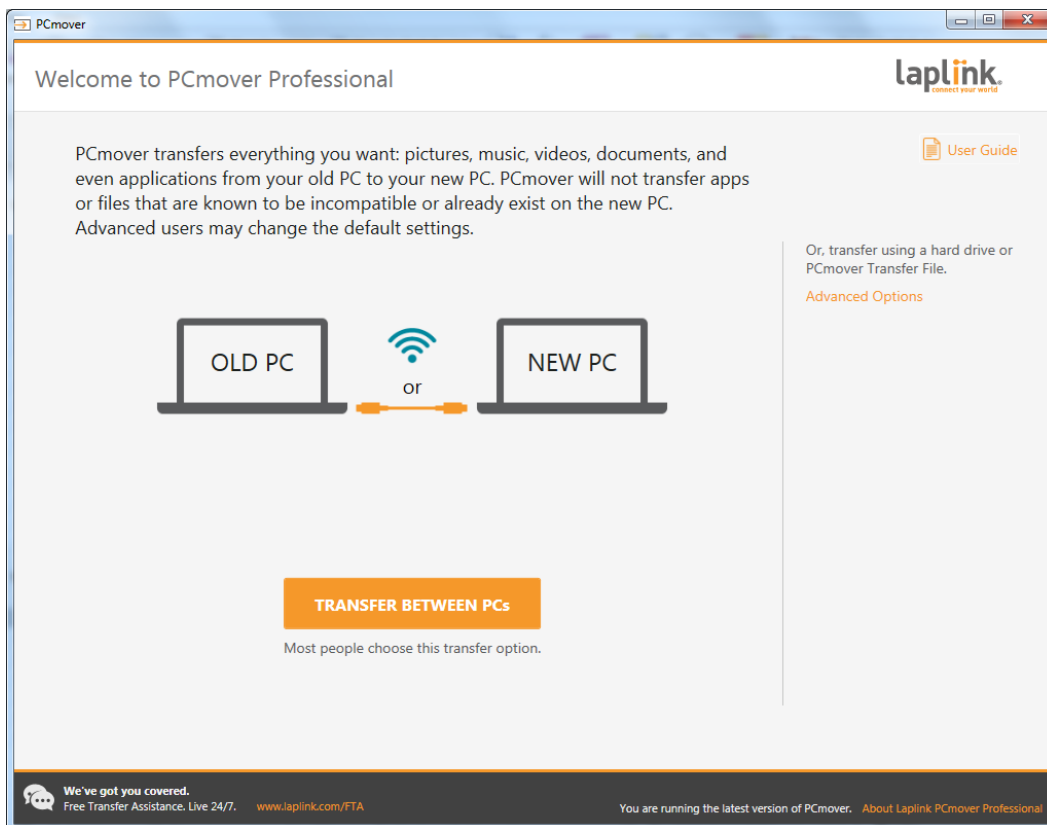 PCmover
Welcome to PCmover Professional
laplink.
connect your world
PCmover transfers everything you want: pictures, music, videos, documents, and
even applications from your old PC to your new PC. PCmover will not transfer apps
or files that are known to be incompatible or already exist on the new PC.
Advanced users may change the default settings.
User Guide
Or, transfer using a hard drive or
PCmover Transfer File.
Advanced Options
OLD PC
or
NEW PC
TRANSFER BETWEEN PCs
Most people choose this transfer option.
We've got you covered.
Free Transfer Assistance. Live 24/7. www.laplink.com/FTA
You are running the latest version of PCmover. About Laplink PCmover Professional